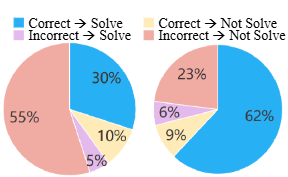 Correct → Solve
Correct → Not Solve
Incorrect → Solve
Incorrect → Not Solve
30%
10%
5%
55%
23%
6%
9%
62%